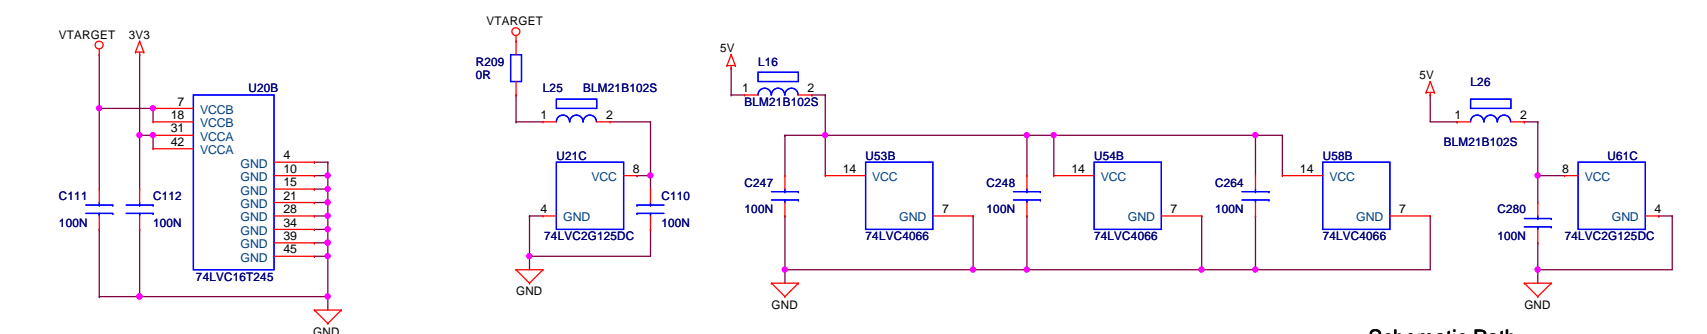 VTARGET 3V3
U20B
7 VCCB
18 VCCB
31 VCCA
42 VCCA
GND 4
GND 10
GND 15
GND 21
GND 28
GND 34
GND 39
GND 45
C111
100N
C112
100N
74LVC16T245
GND
VTARGET
R209
0R
L25 BLM21B102S
1 2
U21C
VCC 8
4 GND
74LVC2G125DC
C110
100N
GND
5V
L16
1 2
BLM21B102S
C247
100N
U53B
14 VCC
GND 7
74LVC4066
C248
100N
U54B
14 VCC
GND 7
74LVC4066
C264
100N
U58B
14 VCC
GND 7
74LVC4066
GND
5V
L26
1 2
BLM21B102S
U61C
8 VCC
GND 4
74LVC2G125DC
C280
100N
GND